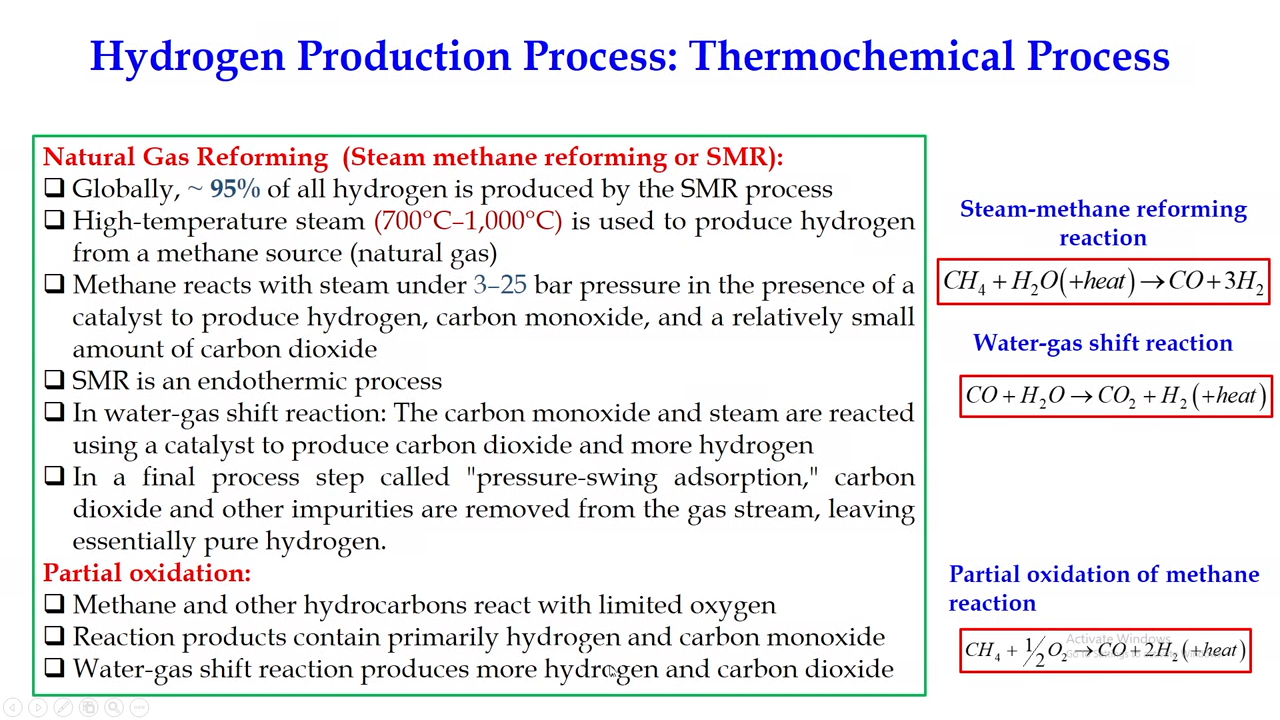 Hydrogen Production Process: Thermochemical Process
Natural Gas Reforming (Steam methane reforming or SMR):
❑ Globally, ~ 95% of all hydrogen is produced by the SMR process
❑ High-temperature steam (700°C–1,000°C) is used to produce hydrogen
from a methane source (natural gas)
❑ Methane reacts with steam under 3–25 bar pressure in the presence of a
catalyst to produce hydrogen, carbon monoxide, and a relatively small
amount of carbon dioxide
❑ SMR is an endothermic process
❑ In water-gas shift reaction: The carbon monoxide and steam are reacted
using a catalyst to produce carbon dioxide and more hydrogen
❑ In a final process step called "pressure-swing adsorption," carbon
dioxide and other impurities are removed from the gas stream, leaving
essentially pure hydrogen.
Partial oxidation:
❑ Methane and other hydrocarbons react with limited oxygen
❑ Reaction products contain primarily hydrogen and carbon monoxide
❑ Water-gas shift reaction produces more hydrogen and carbon dioxide
Steam-methane reforming
reaction
CH₄ + H₂O(+heat) → CO + 3H₂
Water-gas shift reaction
CO + H₂O → CO₂ + H₂(+heat)
Partial oxidation of methane
reaction
CH₄ + 1/2 O₂ → CO + 2H₂(+heat)
Activate Windows